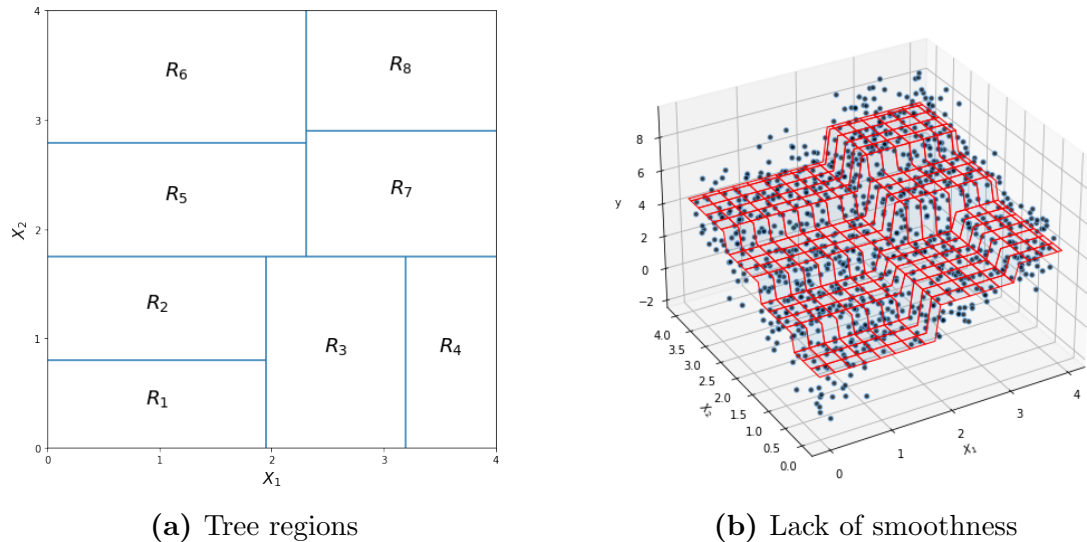 4
3
2
1
0
X₂
R₆
R₈
R₅
R₇
R₂
R₃
R₄
R₁
0 1 2 3 4
X₁
8
6
4
2
0
−2
y
4.0
3.5
3.0
2.5
2.0
1.5
1.0
0.5
0.0
X₂
0 1 2 3 4
X₁
(a) Tree regions
(b) Lack of smoothness